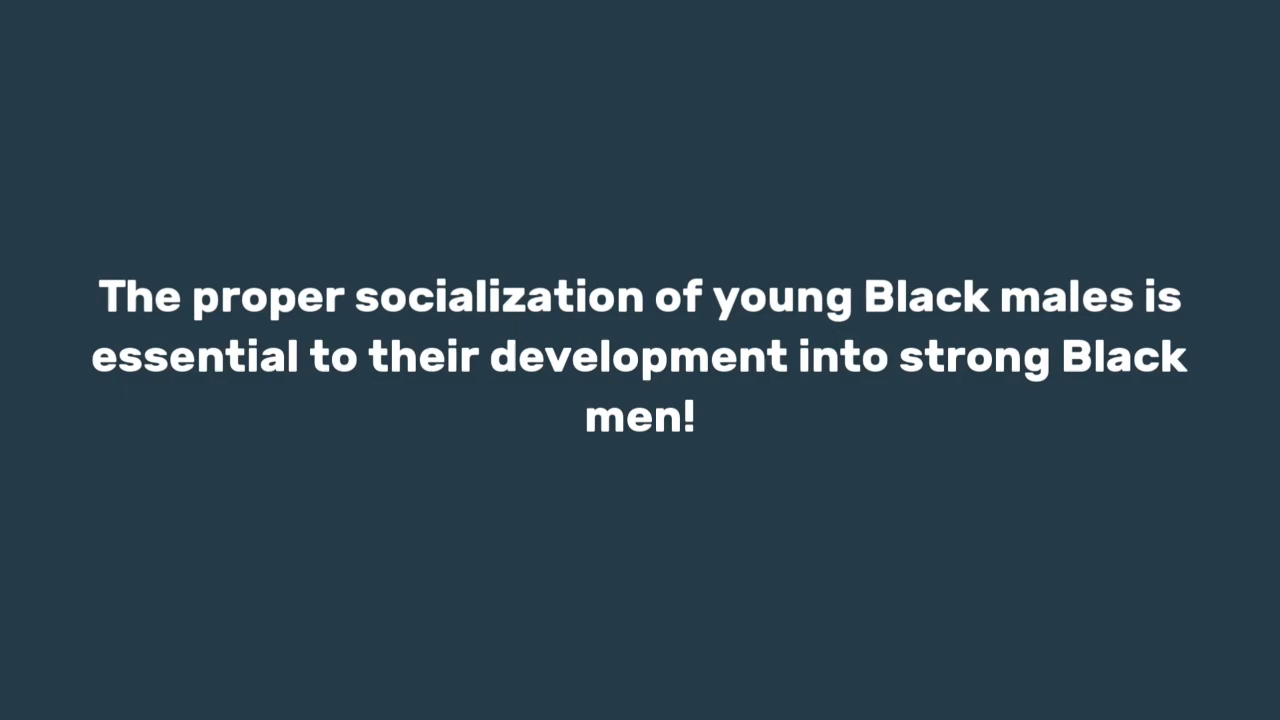 The proper socialization of young Black males is
essential to their development into strong Black
men!